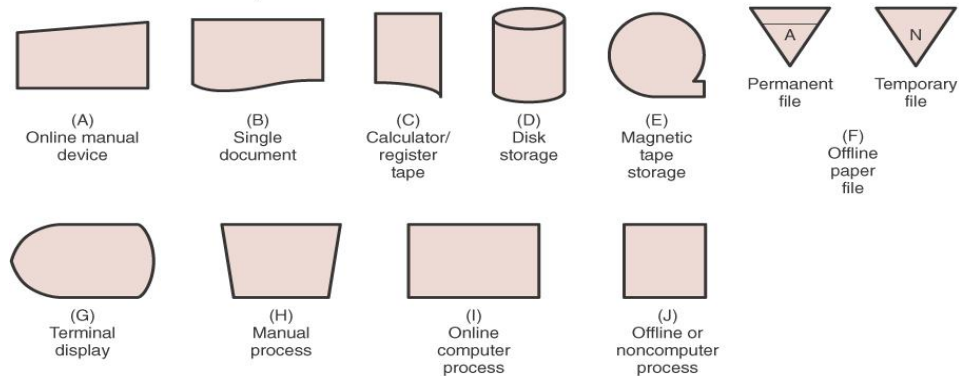 A
N
Permanent
file
Temporary
file
(A)
Online manual
device
(B)
Single
document
(C)
Calculator/
register
tape
(D)
Disk
storage
(E)
Magnetic
tape
storage
(F)
Offline
paper
file
(G)
Terminal
display
(H)
Manual
process
(I)
Online
computer
process
(J)
Offline or
noncomputer
process